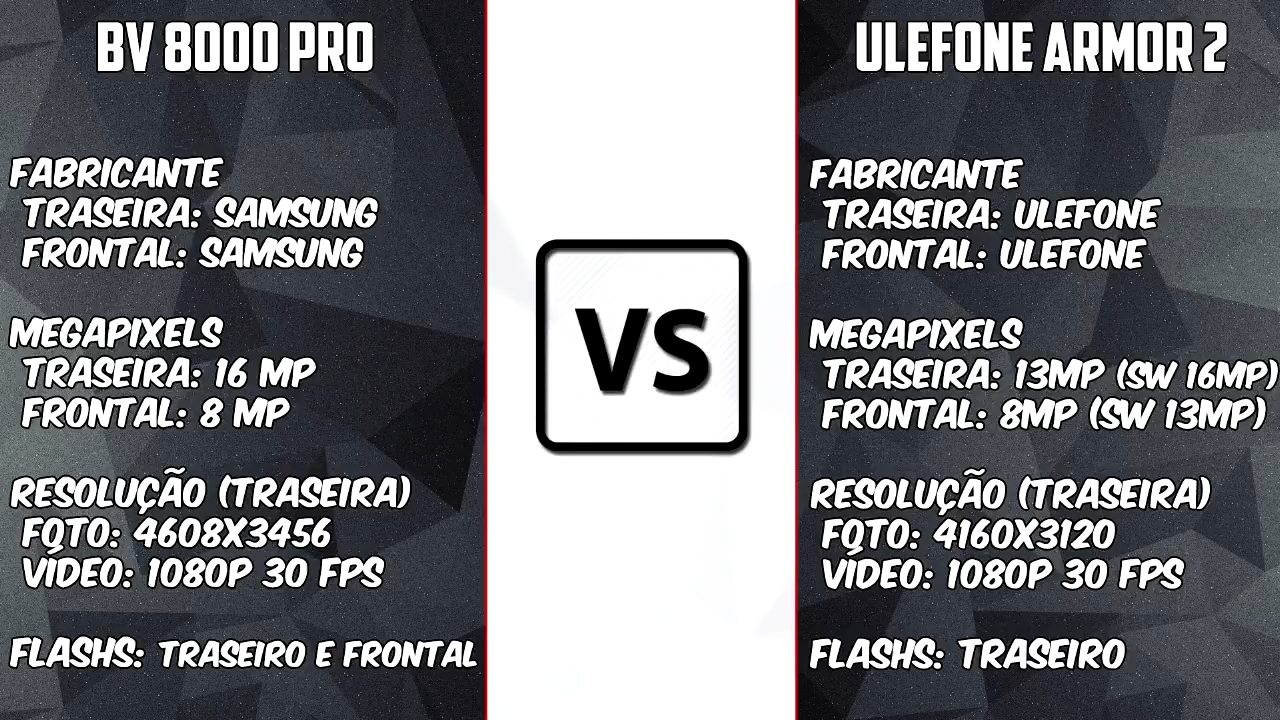 BV 8000 PRO
FABRICANTE
TRASEIRA: SAMSUNG
FRONTAL: SAMSUNG
MEGAPIXELS
TRASEIRA: 16 MP
FRONTAL: 8 MP
RESOLUÇÃO (TRASEIRA)
FOTO: 4608X3456
VÍDEO: 1080P 30 FPS
FLASHS: TRASEIRO E FRONTAL
VS
ULEFONE ARMOR 2
FABRICANTE
TRASEIRA: ULEFONE
FRONTAL: ULEFONE
MEGAPIXELS
TRASEIRA: 13MP (SW 16MP)
FRONTAL: 8MP (SW 13MP)
RESOLUÇÃO (TRASEIRA)
FOTO: 4160X3120
VÍDEO: 1080P 30 FPS
FLASHS: TRASEIRO